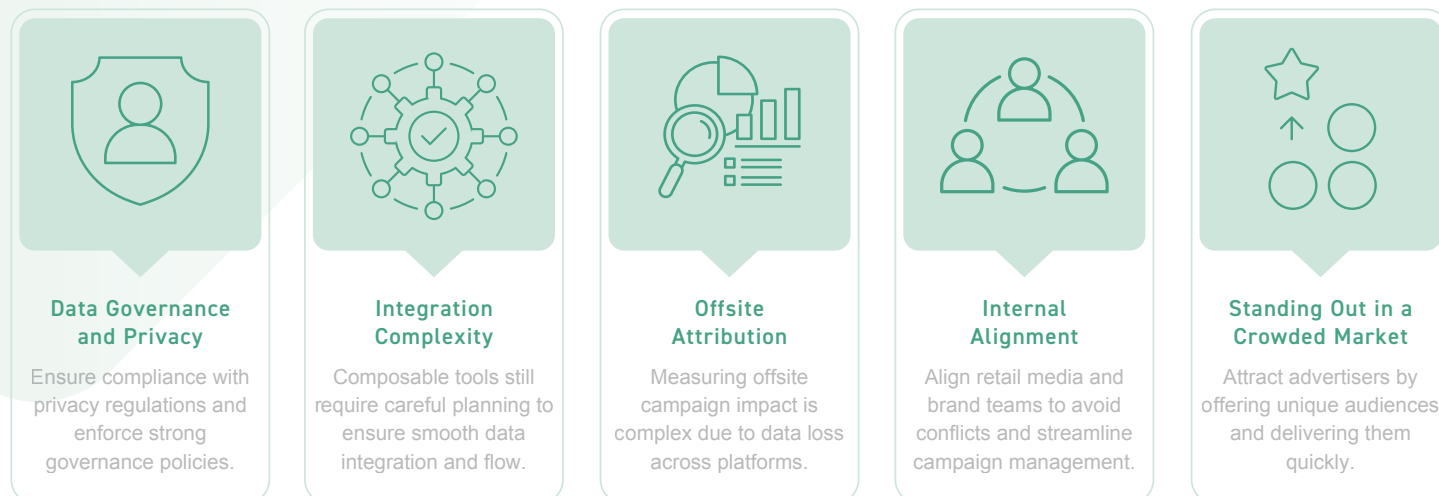 Data Governance
and Privacy
Ensure compliance with
privacy regulations and
enforce strong
governance policies.
Integration
Complexity
Composable tools still
require careful planning to
ensure smooth data
integration and flow.
Offsite
Attribution
Measuring offsite
campaign impact is
complex due to data loss
across platforms.
Internal
Alignment
Align retail media and
brand teams to avoid
conflicts and streamline
campaign management.
Standing Out in a
Crowded Market
Attract advertisers by
offering unique audiences
and delivering them
quickly.